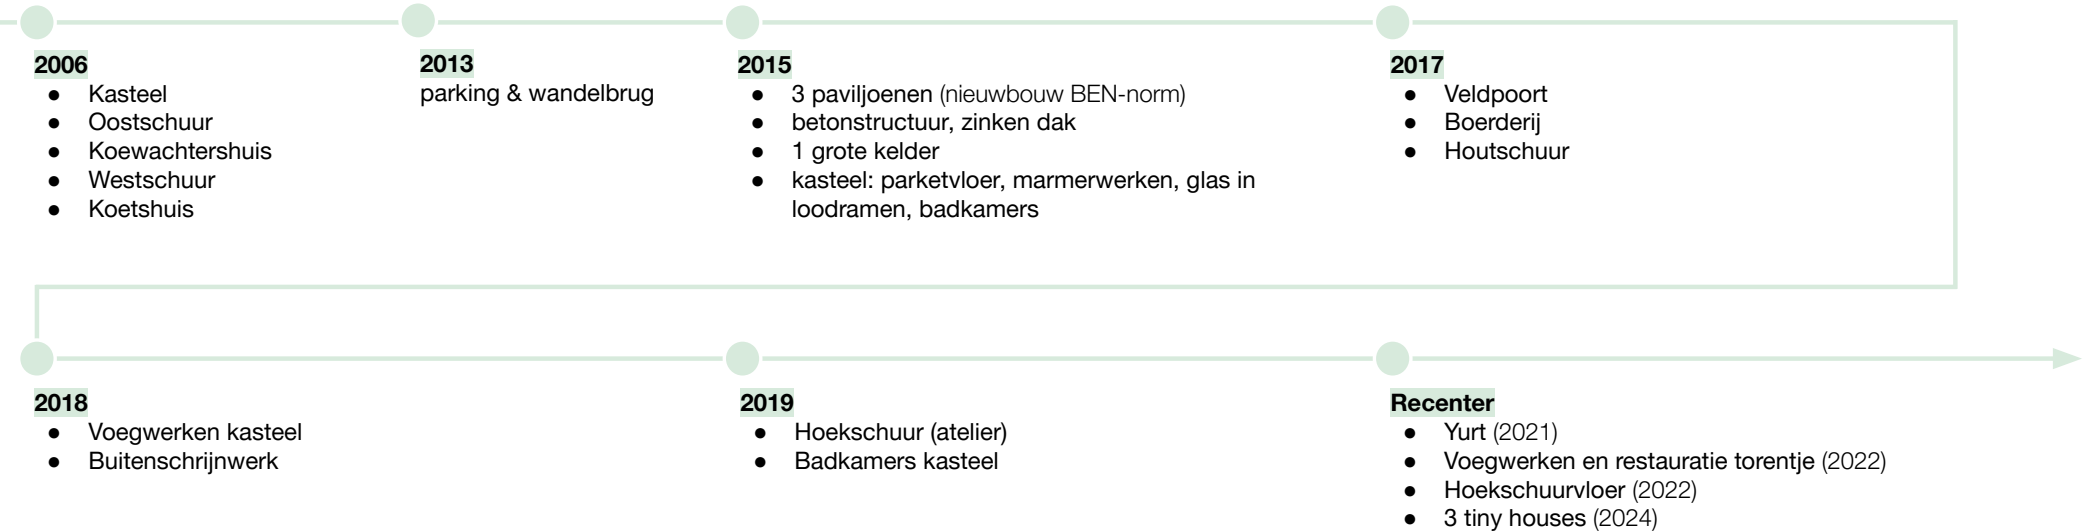 2006
● Kasteel
● Oostschuur
● Koewachtershuis
● Westschuur
● Koetshuis
2013
parking & wandelbrug
2015
● 3 paviljoenen (nieuwbouw BEN-norm)
● betonstructuur, zinken dak
● 1 grote kelder
● kasteel: parketvloer, marmerwerken, glas in
loodramen, badkamers
2017
● Veldpoort
● Boerderij
● Houtschuur
2018
● Voegwerken kasteel
● Buitenschrijnwerk
2019
● Hoekschuur (atelier)
● Badkamers kasteel
Recenter
● Yurt (2021)
● Voegwerken en restauratie torentje (2022)
● Hoekschuurvloer (2022)
● 3 tiny houses (2024)